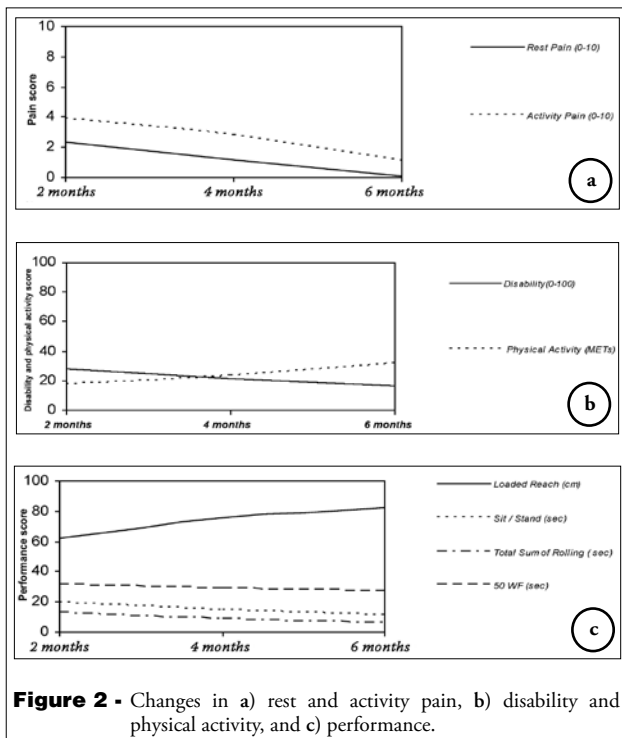 10
8
6
4
2
0
Pain score
2 months 4 months 6 months
Rest Pain (0-10)
Activity Pain (0-10)
a
100
80
60
40
20
0
Disability and physical activity score
2 months 4 months 6 months
Disability(0-100)
Physical Activity (METs)
b
100
80
60
40
20
0
Performance score
2 months 4 months 6 months
Loaded Reach (cm)
Sit / Stand (sec)
Total Sum of Rolling ( sec)
50 WF (sec)
c
Figure 2 - Changes in a) rest and activity pain, b) disability and
physical activity, and c) performance.